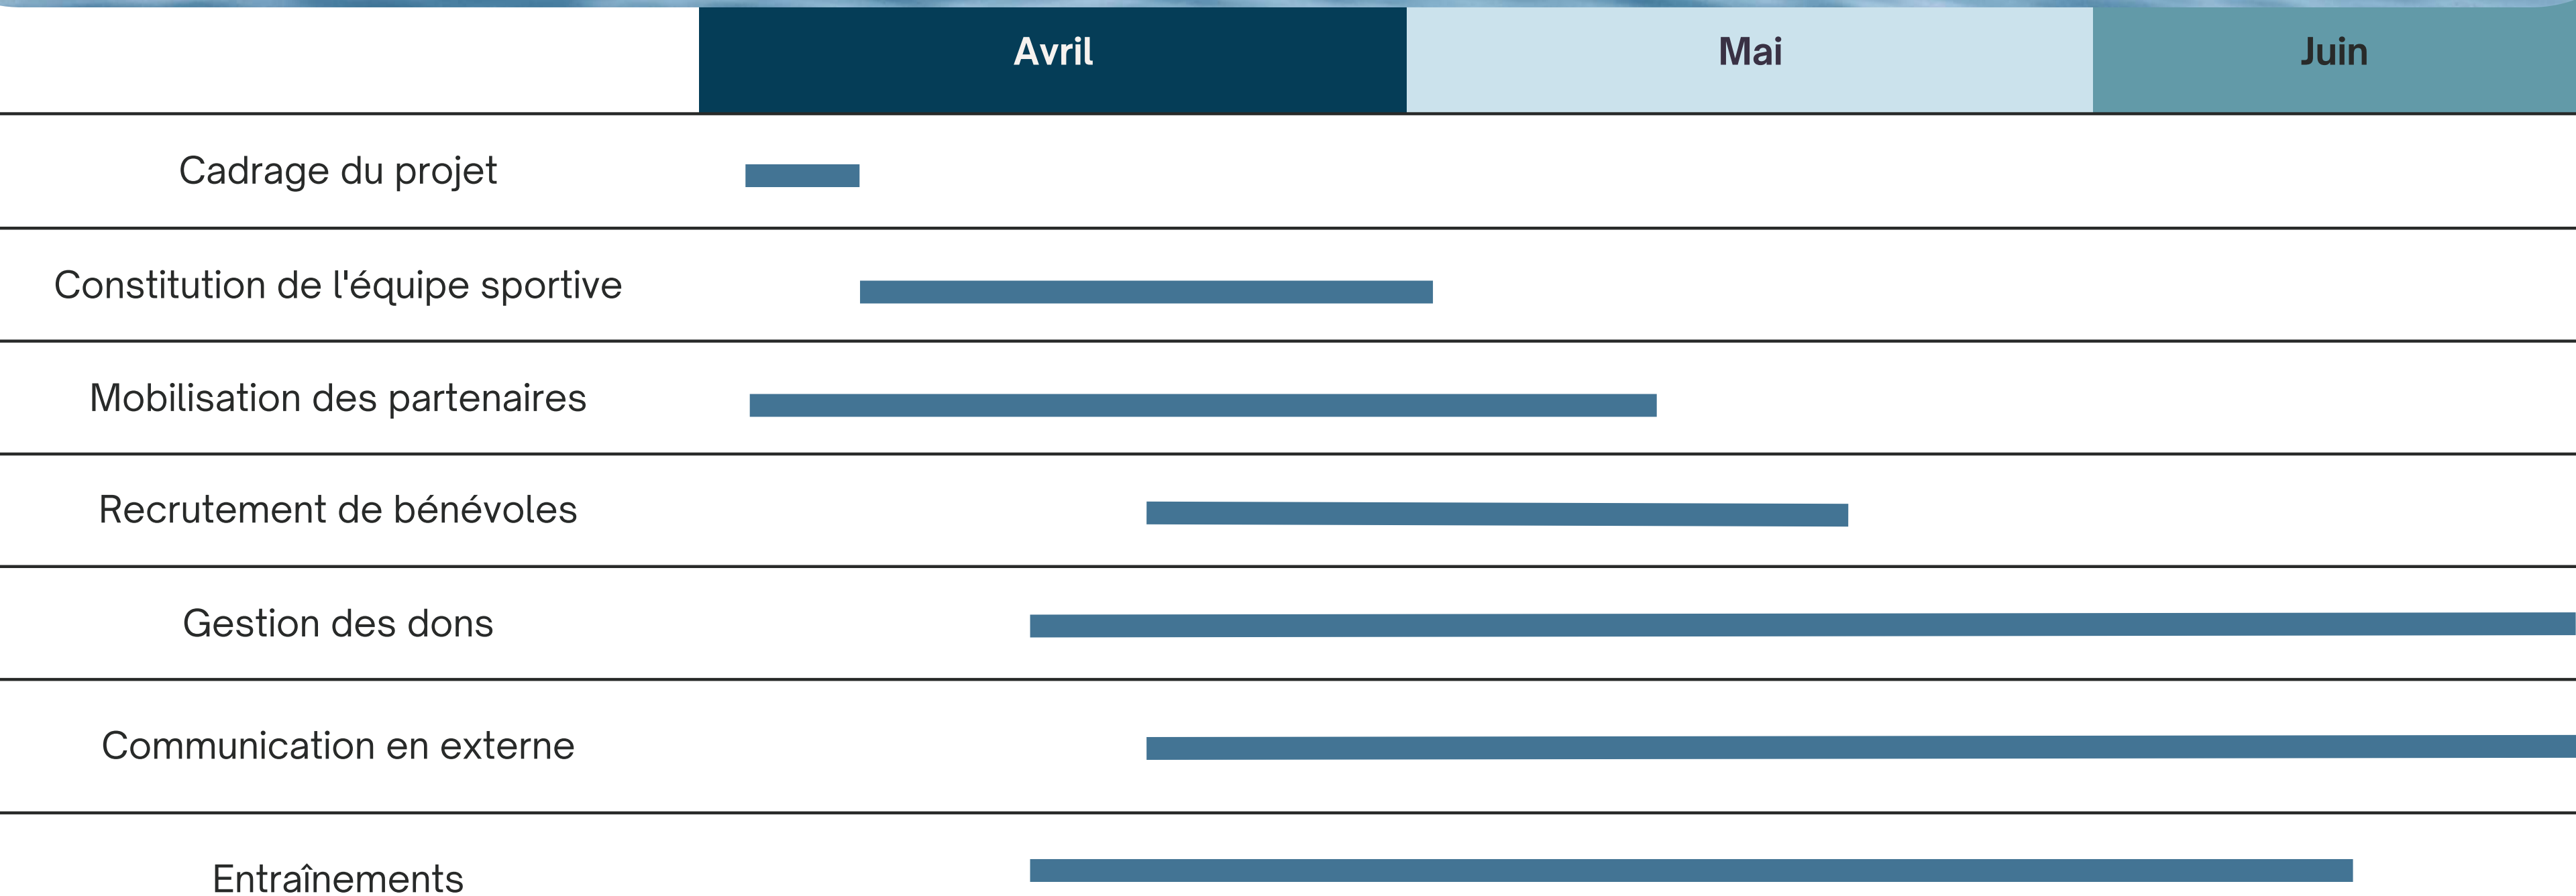 Avril Mai Juin
Cadrage du projet
Constitution de l'équipe sportive
Mobilisation des partenaires
Recrutement de bénévoles
Gestion des dons
Communication en externe
Entraînements